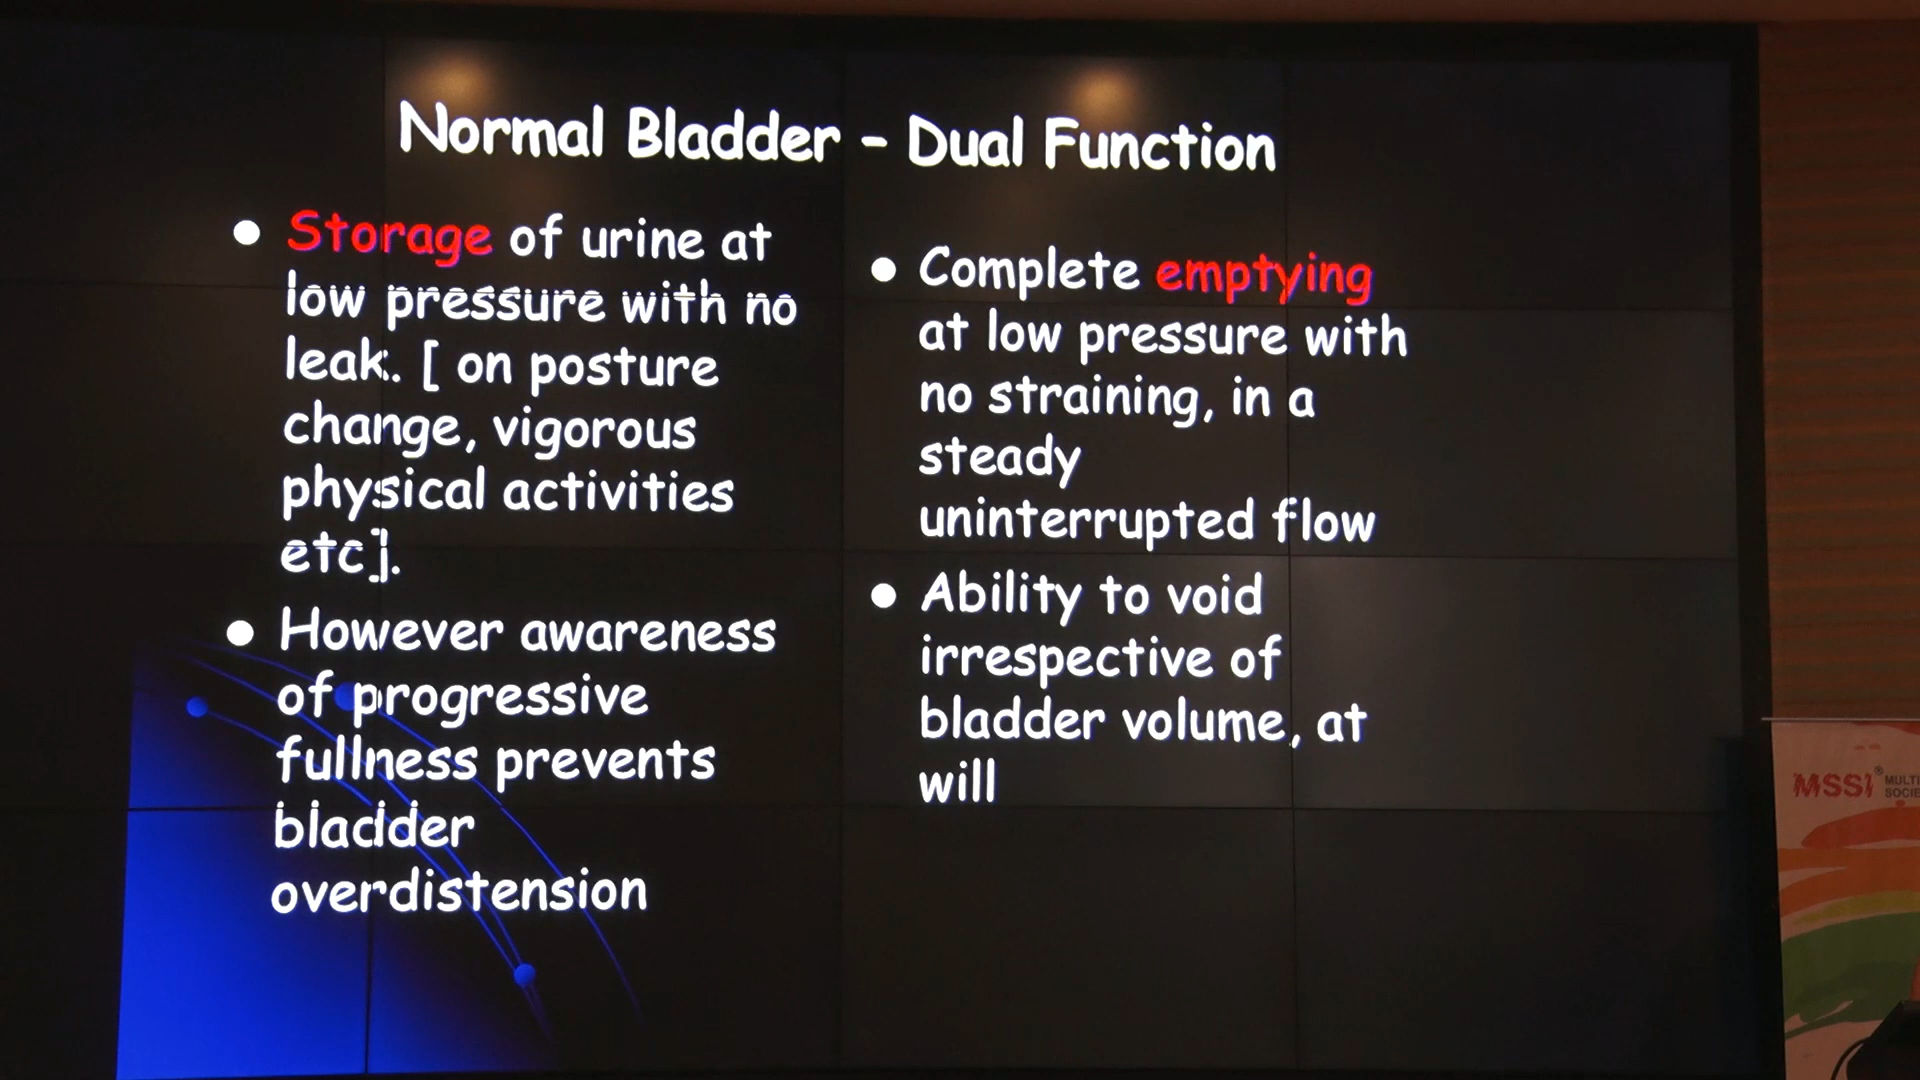 Normal Bladder - Dual Function
● Storage of urine at
low pressure with no
leak. [ on posture
change, vigorous
physical activities
etc].
● However awareness
of progressive
fullness prevents
bladder
overdistension
● Complete emptying
at low pressure with
no straining, in a
steady
uninterrupted flow
● Ability to void
irrespective of
bladder volume, at
will
MSSI®